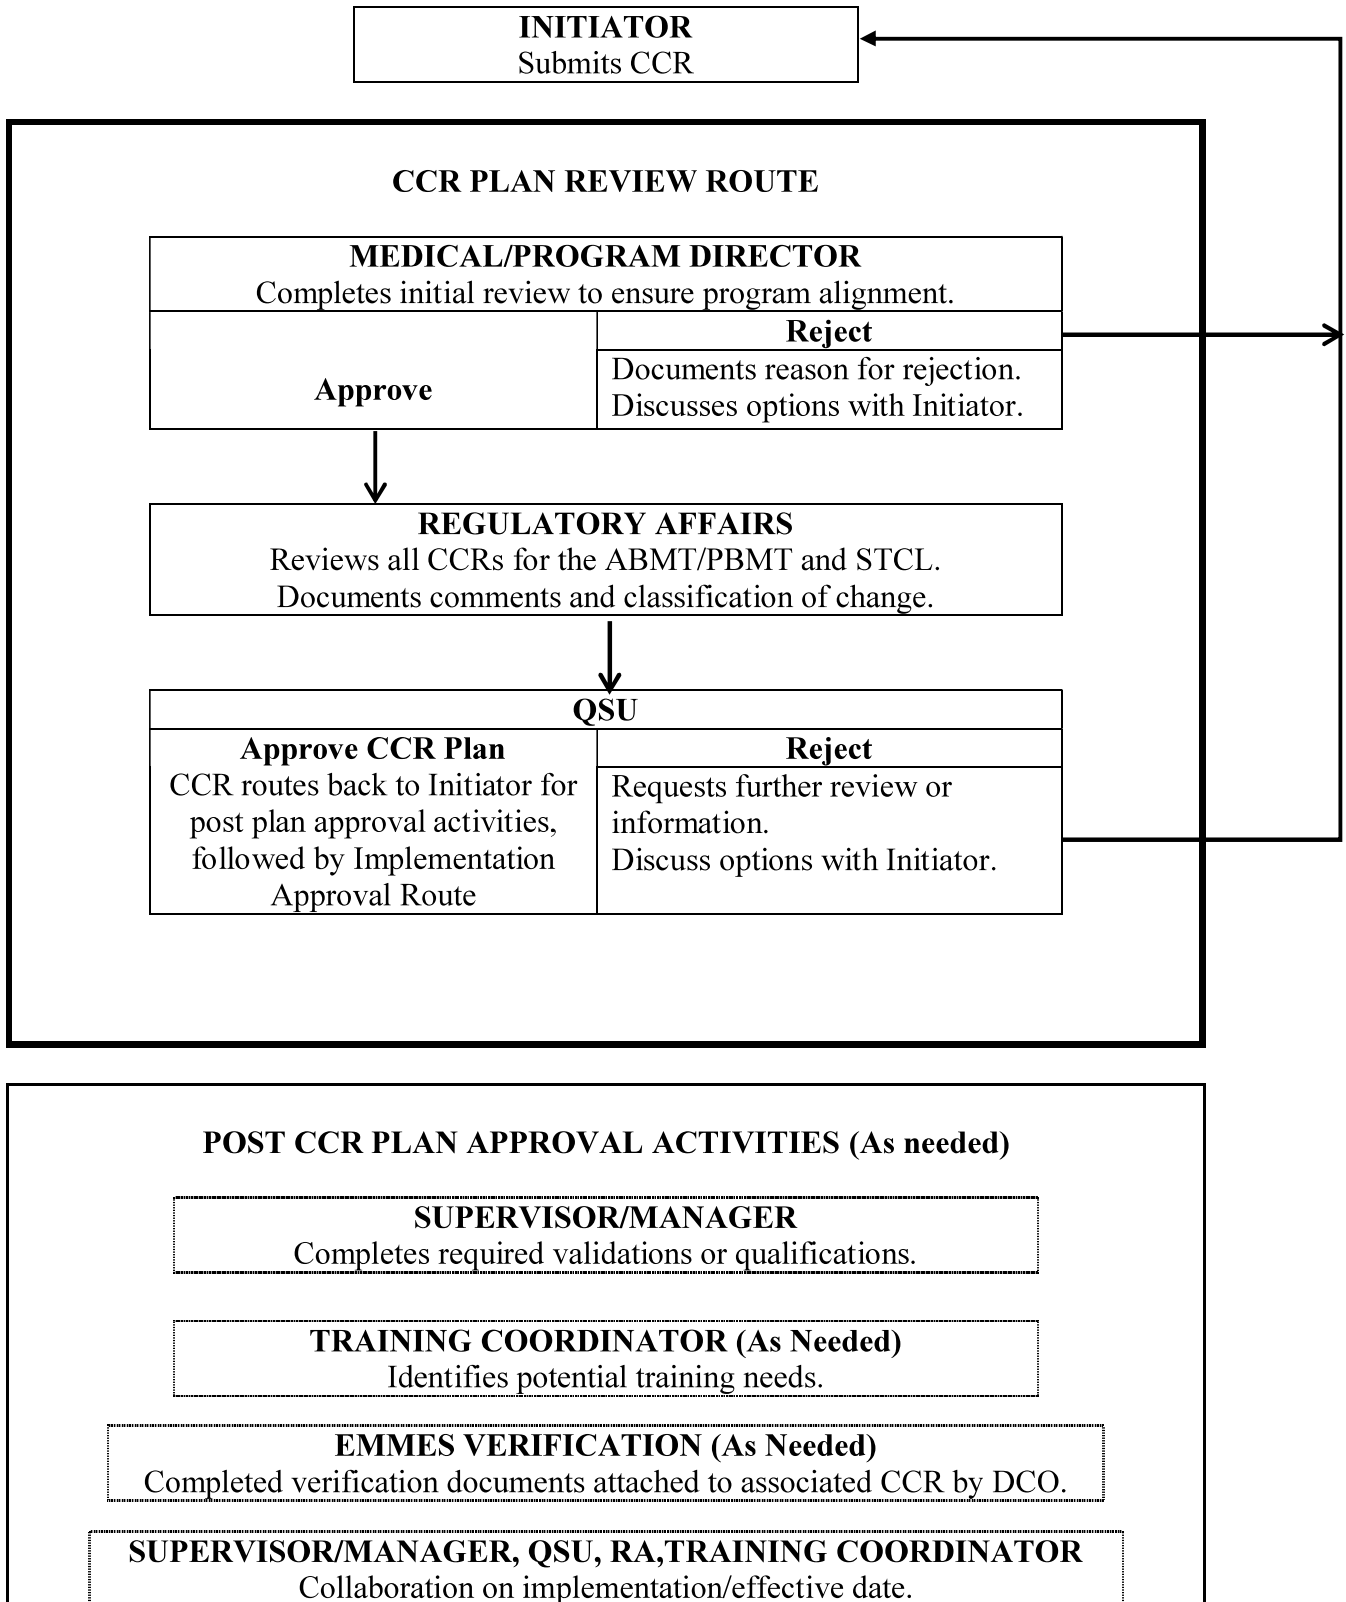 INITIATOR
Submits CCR
CCR PLAN REVIEW ROUTE
MEDICAL/PROGRAM DIRECTOR
Completes initial review to ensure program alignment.
Approve
Reject
Documents reason for rejection.
Discusses options with Initiator.
REGULATORY AFFAIRS
Reviews all CCRs for the ABMT/PBMT and STCL.
Documents comments and classification of change.
QSU
Approve CCR Plan
CCR routes back to Initiator for
post plan approval activities,
followed by Implementation
Approval Route
Reject
Requests further review or
information.
Discuss options with Initiator.
POST CCR PLAN APPROVAL ACTIVITIES (As needed)
SUPERVISOR/MANAGER
Completes required validations or qualifications.
TRAINING COORDINATOR (As Needed)
Identifies potential training needs.
EMMES VERIFICATION (As Needed)
Completed verification documents attached to associated CCR by DCO.
SUPERVISOR/MANAGER, QSU, RA,TRAINING COORDINATOR
Collaboration on implementation/effective date.